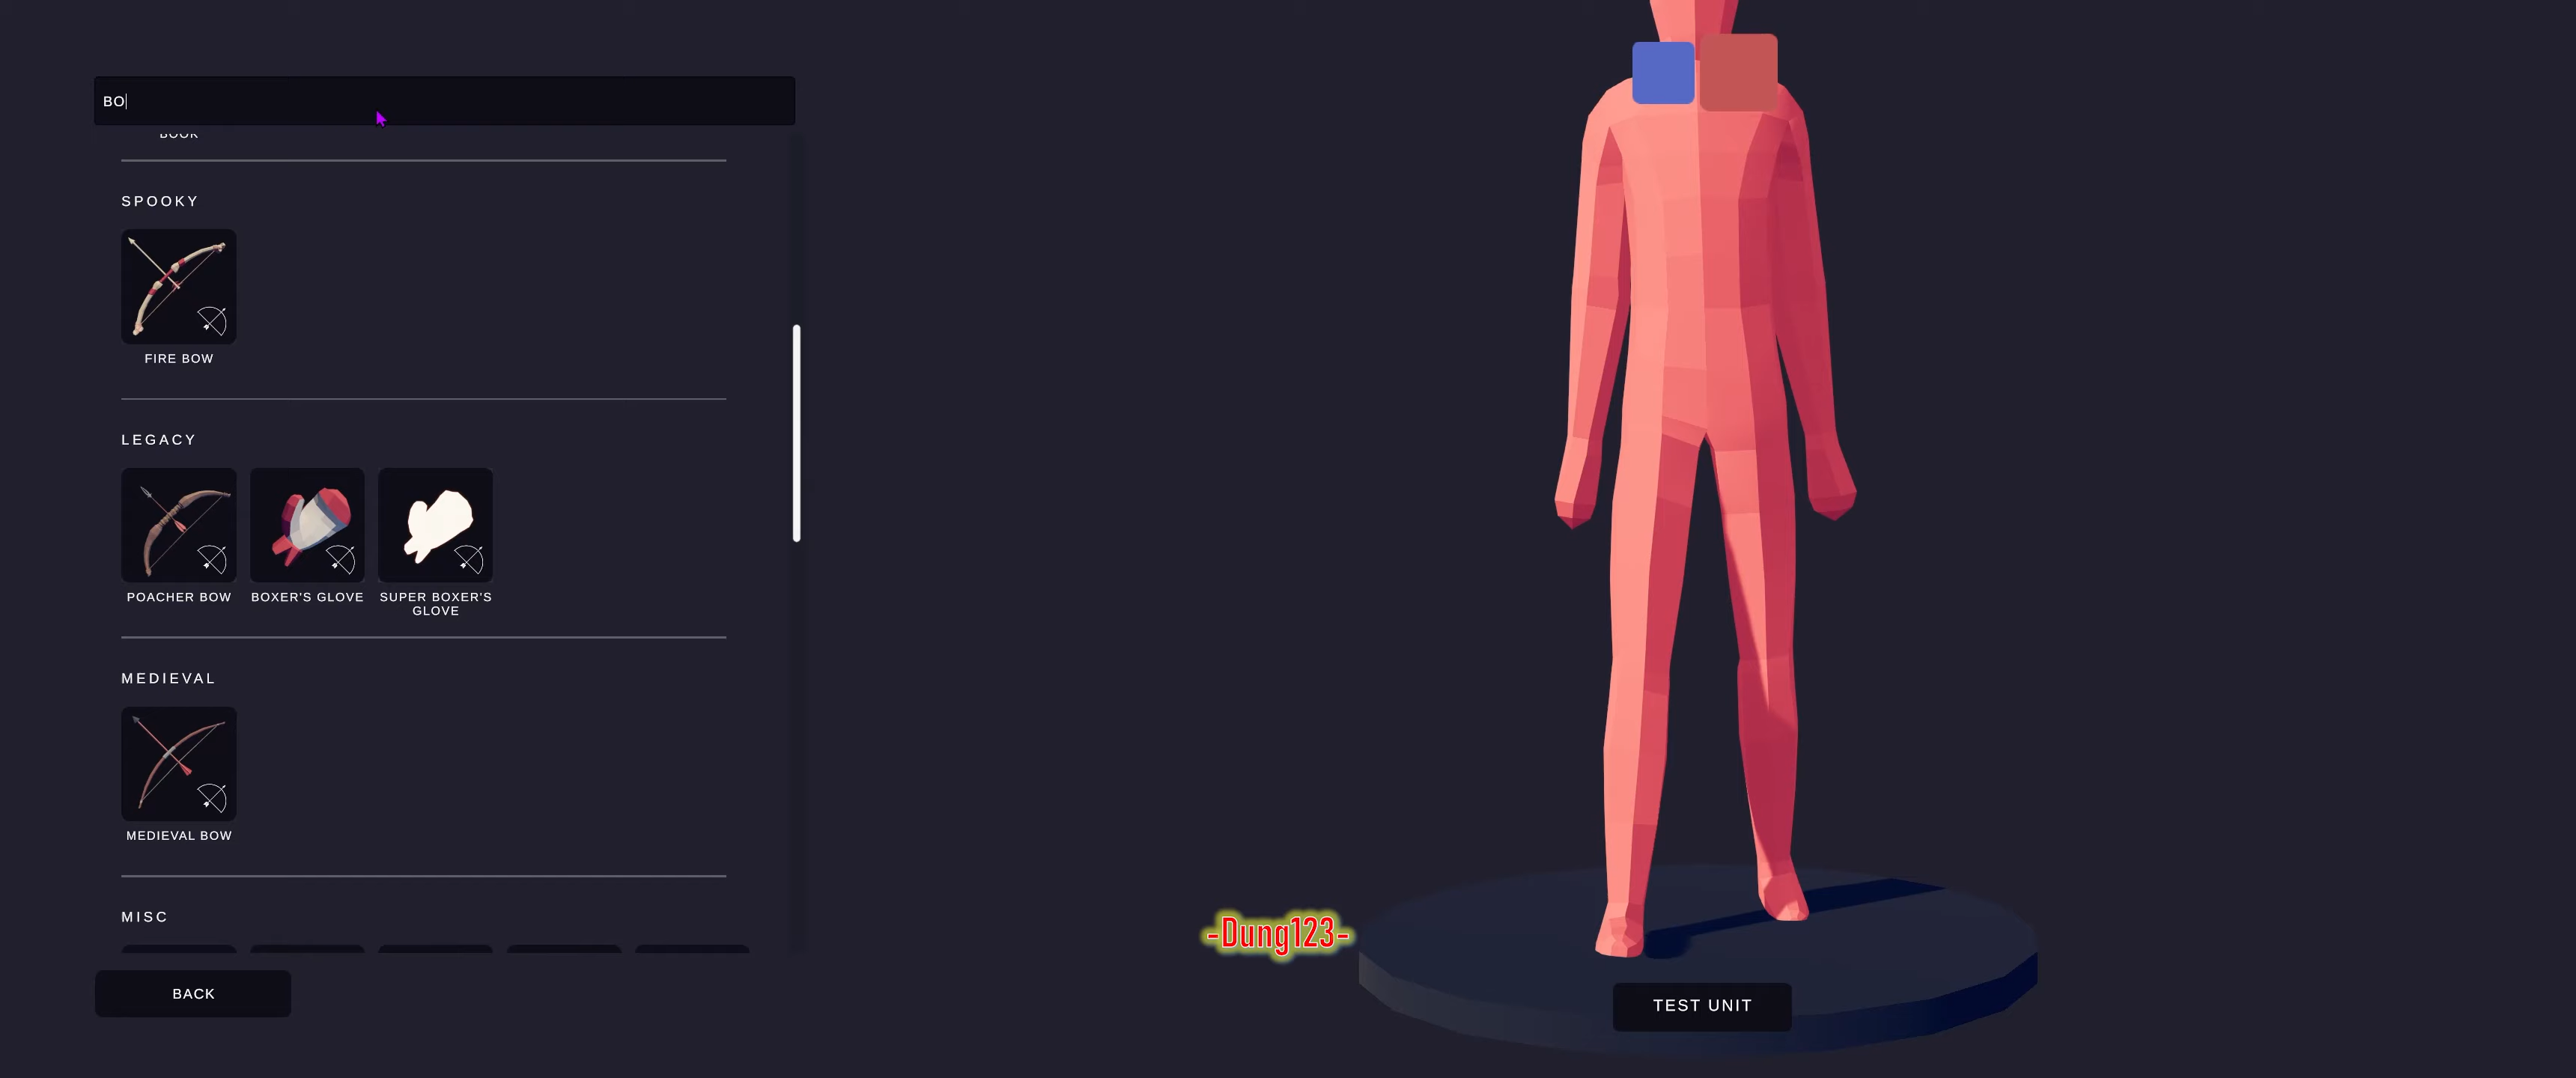 BO
BOOK
SPOOKY
FIRE BOW
LEGACY
POACHER BOW
BOXER'S GLOVE
SUPER BOXER'S
GLOVE
MEDIEVAL
MEDIEVAL BOW
MISC
-Dung123-
BACK
TEST UNIT